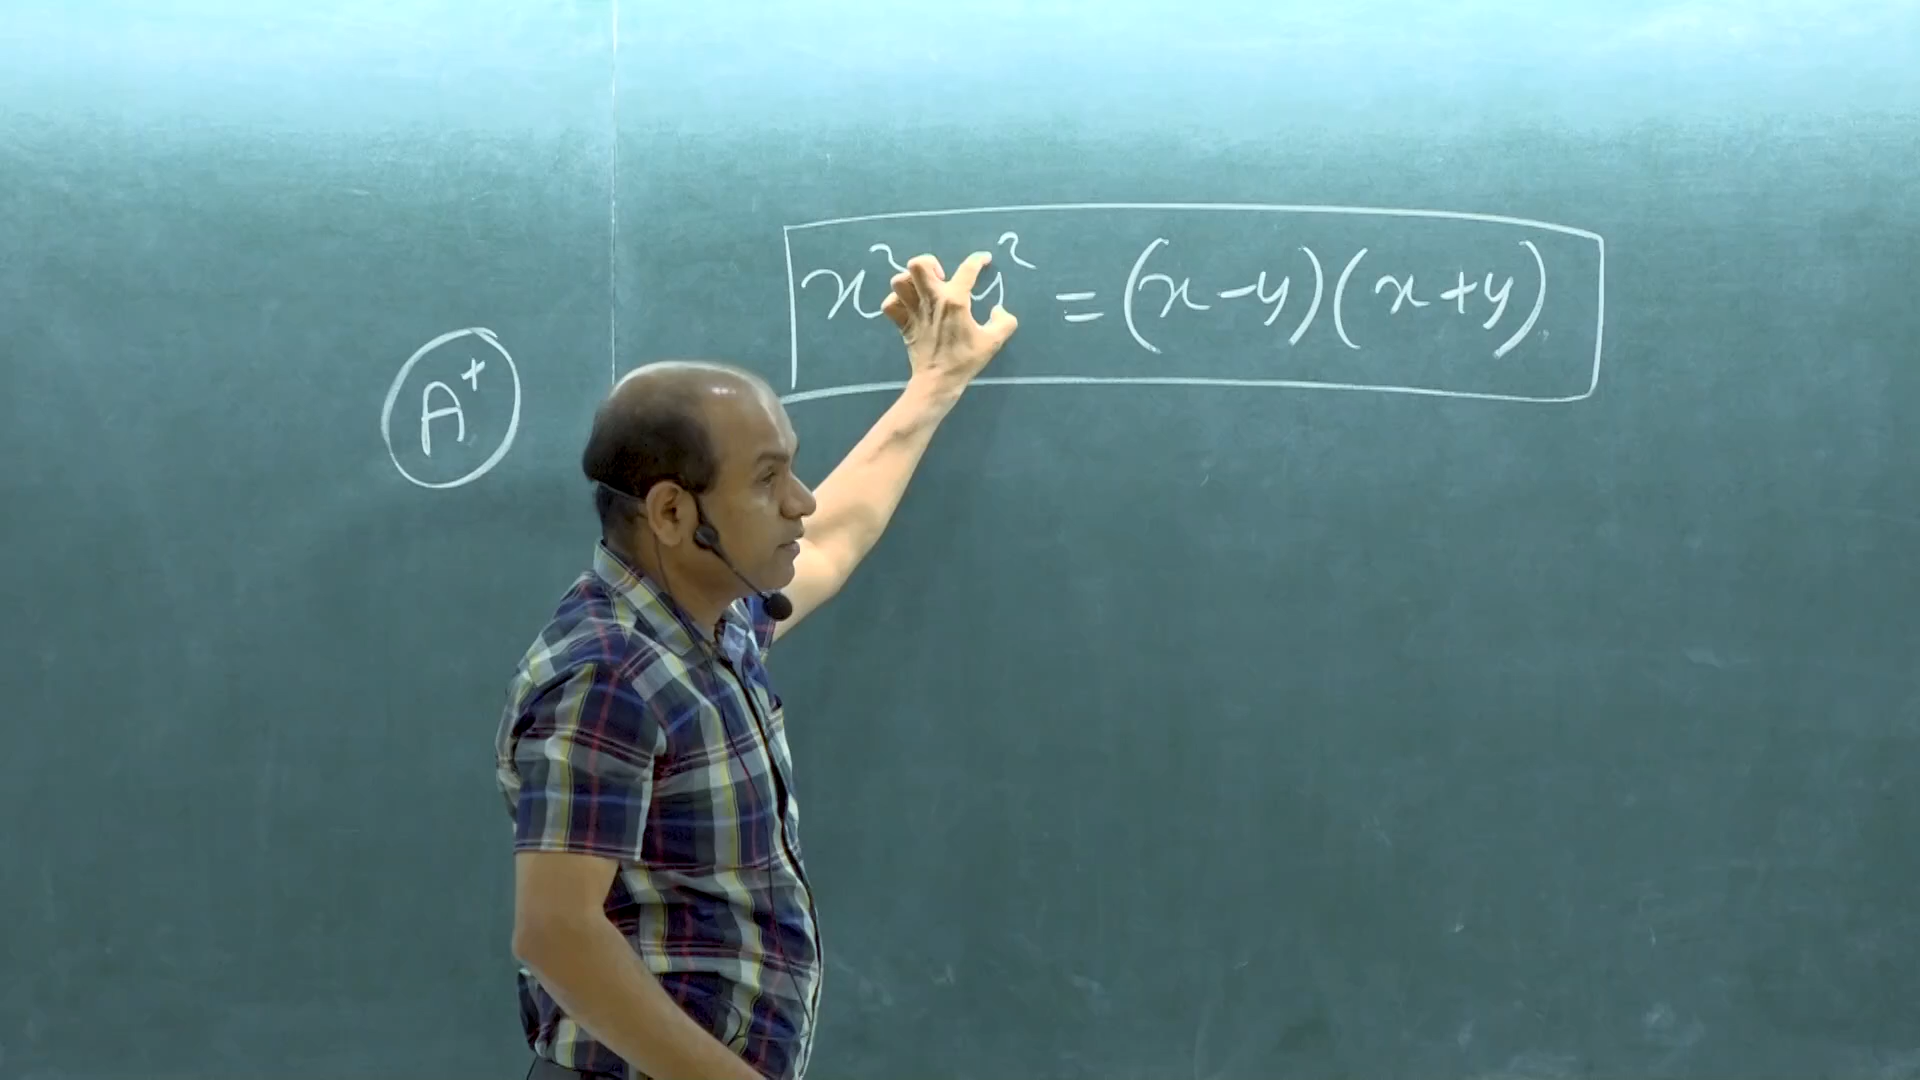 x² y² = (x-y)(x+y)
A⁺